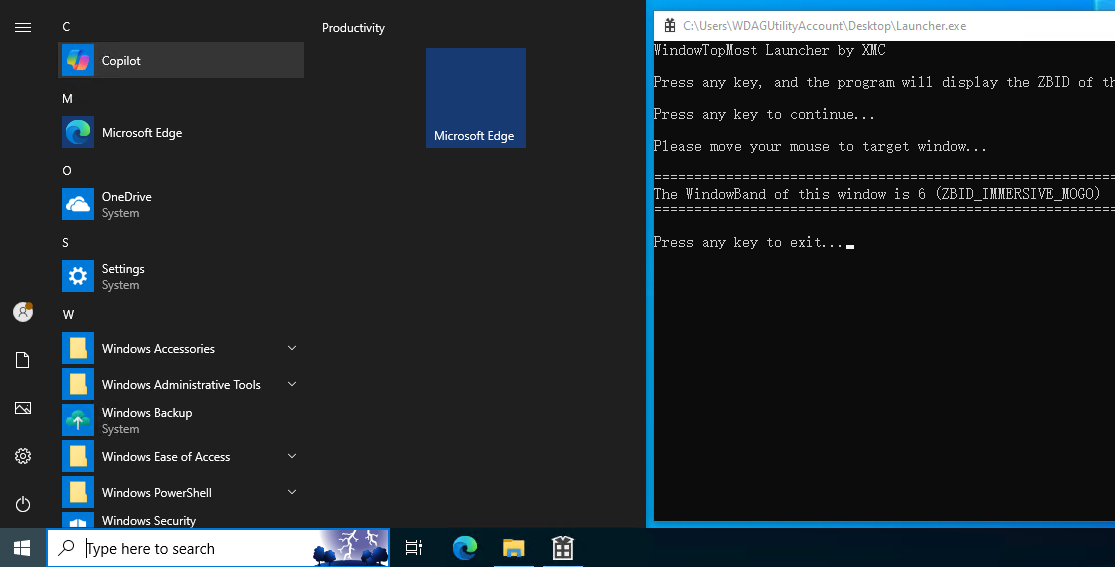 C
Copilot
M
Microsoft Edge
O
OneDrive
System
S
Settings
System
W
Windows Accessories
Windows Administrative Tools
Windows Backup
System
Windows Ease of Access
Windows PowerShell
Windows Security
Productivity
Microsoft Edge
Type here to search
C:\Users\WDAGUtilityAccount\Desktop\Launcher.exe
WindowTopMost Launcher by XMC
Press any key, and the program will display the ZBID of
Press any key to continue...
Please move your mouse to target window...
==========================================================
The WindowBand of this window is 6 (ZBID_IMMERSIVE_MOGO)
==========================================================
Press any key to exit...